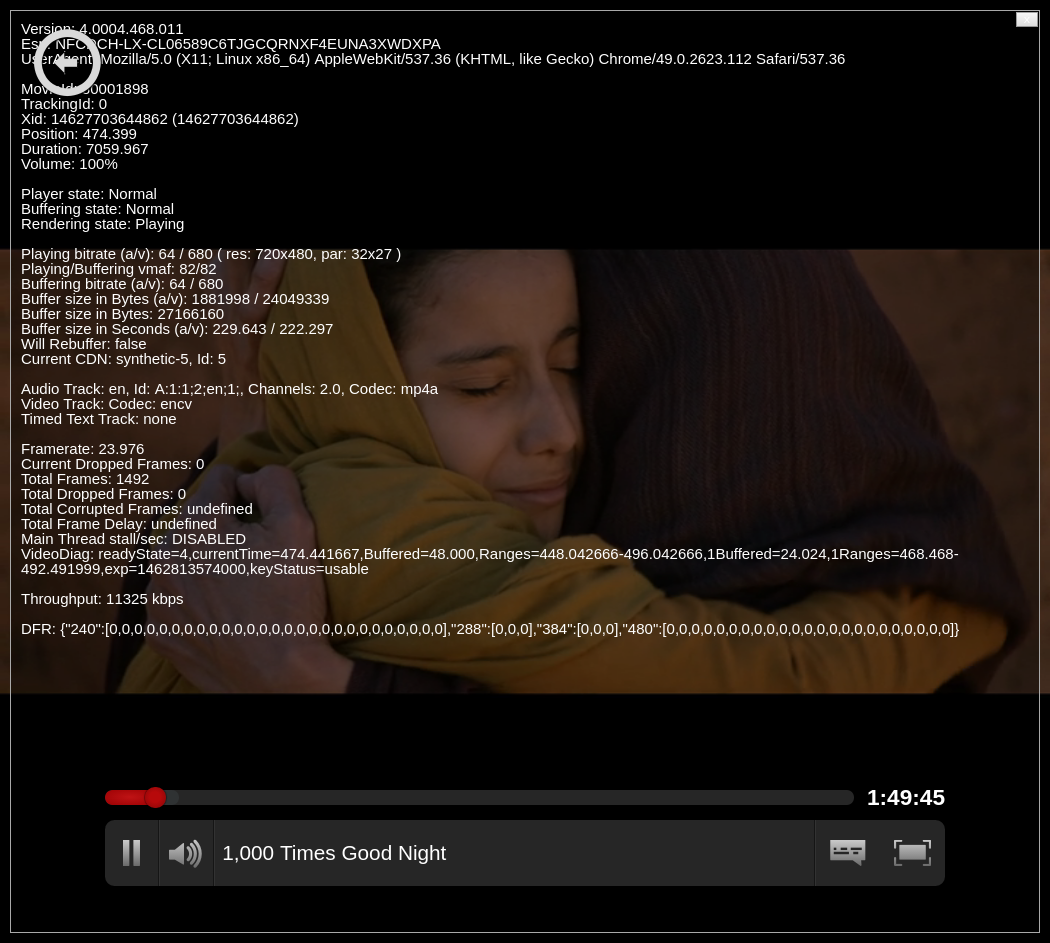 Version: 4.0004.468.011
Esn: NFCDCH-LX-CL06589C6TJGCQRNXF4EUNA3XWDXPA
UserAgent: Mozilla/5.0 (X11; Linux x86_64) AppleWebKit/537.36 (KHTML, like Gecko) Chrome/49.0.2623.112 Safari/537.36
MovieId: 80001898
TrackingId: 0
Xid: 14627703644862 (14627703644862)
Position: 474.399
Duration: 7059.967
Volume: 100%
Player state: Normal
Buffering state: Normal
Rendering state: Playing
Playing bitrate (a/v): 64 / 680 ( res: 720x480, par: 32x27 )
Playing/Buffering vmaf: 82/82
Buffering bitrate (a/v): 64 / 680
Buffer size in Bytes (a/v): 1881998 / 24049339
Buffer size in Bytes: 27166160
Buffer size in Seconds (a/v): 229.643 / 222.297
Will Rebuffer: false
Current CDN: synthetic-5, Id: 5
Audio Track: en, Id: A:1:1;2;en;1;, Channels: 2.0, Codec: mp4a
Video Track: Codec: encv
Timed Text Track: none
Framerate: 23.976
Current Dropped Frames: 0
Total Frames: 1492
Total Dropped Frames: 0
Total Corrupted Frames: undefined
Total Frame Delay: undefined
Main Thread stall/sec: DISABLED
VideoDiag: readyState=4,currentTime=474.441667,Buffered=48.000,Ranges=448.042666-496.042666,1Buffered=24.024,1Ranges=468.468-
492.491999,exp=1462813574000,keyStatus=usable
Throughput: 11325 kbps
DFR: {"240":[0,0,0,0,0,0,0,0,0,0,0,0,0,0,0,0,0,0,0,0,0,0,0,0,0,0,0],"288":[0,0,0],"384":[0,0,0],"480":[0,0,0,0,0,0,0,0,0,0,0,0,0,0,0,0,0,0,0,0,0,0,0]}
1:49:45
1,000 Times Good Night